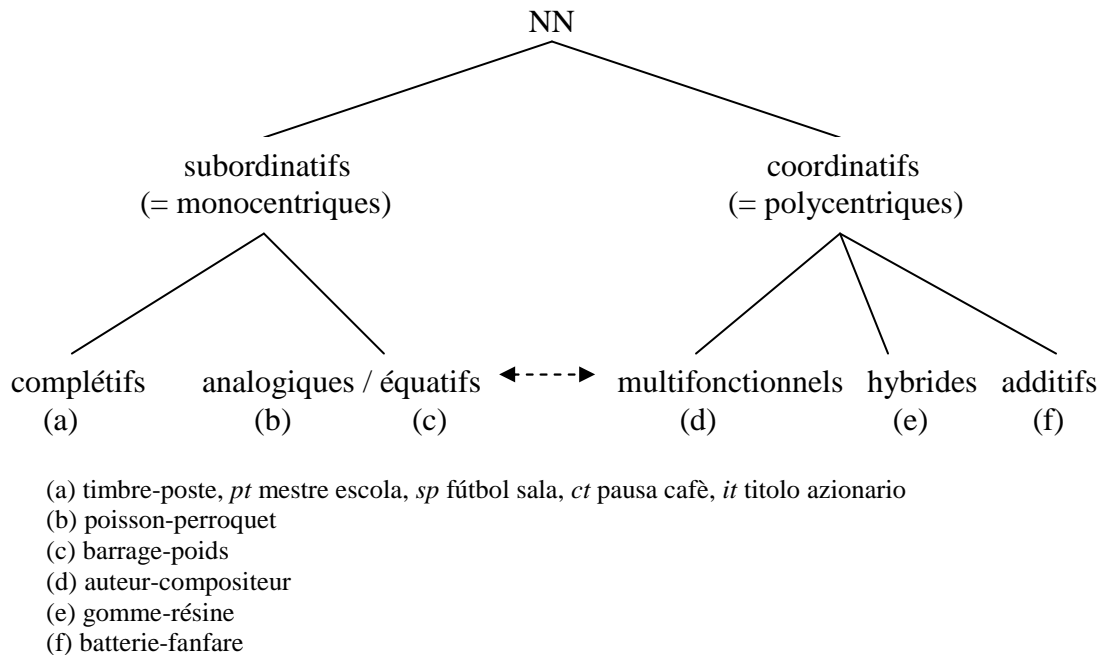 NN
subordinatifs coordinatifs
(= monocentriques) (= polycentriques)
complétifs analogiques / équatifs multifonctionnels hybrides additifs
(a) (b) (c) (d) (e) (f)
(a) timbre-poste, pt mestre escola, sp fútbol sala, ct pausa cafè, it titolo azionario
(b) poisson-perroquet
(c) barrage-poids
(d) auteur-compositeur
(e) gomme-résine
(f) batterie-fanfare